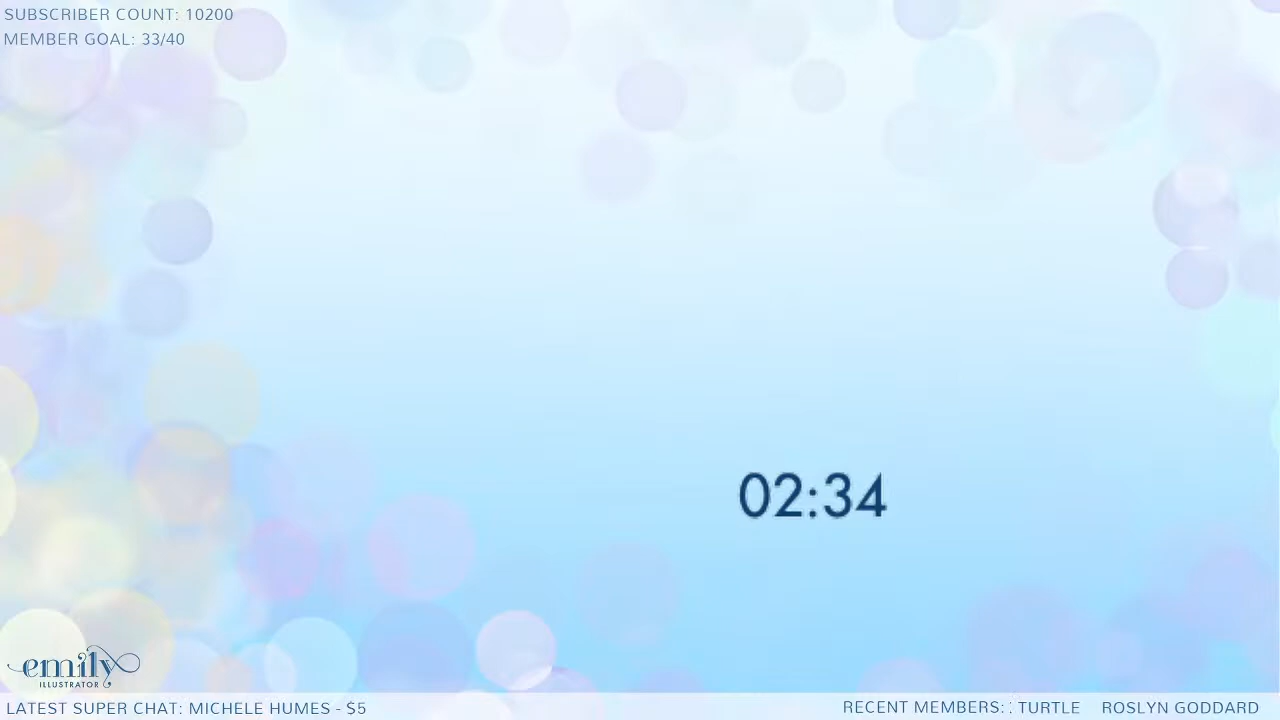 SUBSCRIBER COUNT: 10200
MEMBER GOAL: 33/40
02:34
emily
ILLUSTRATOR
LATEST SUPER CHAT: MICHELE HUMES - $5
RECENT MEMBERS: : TURTLE ROSLYN GODDARD